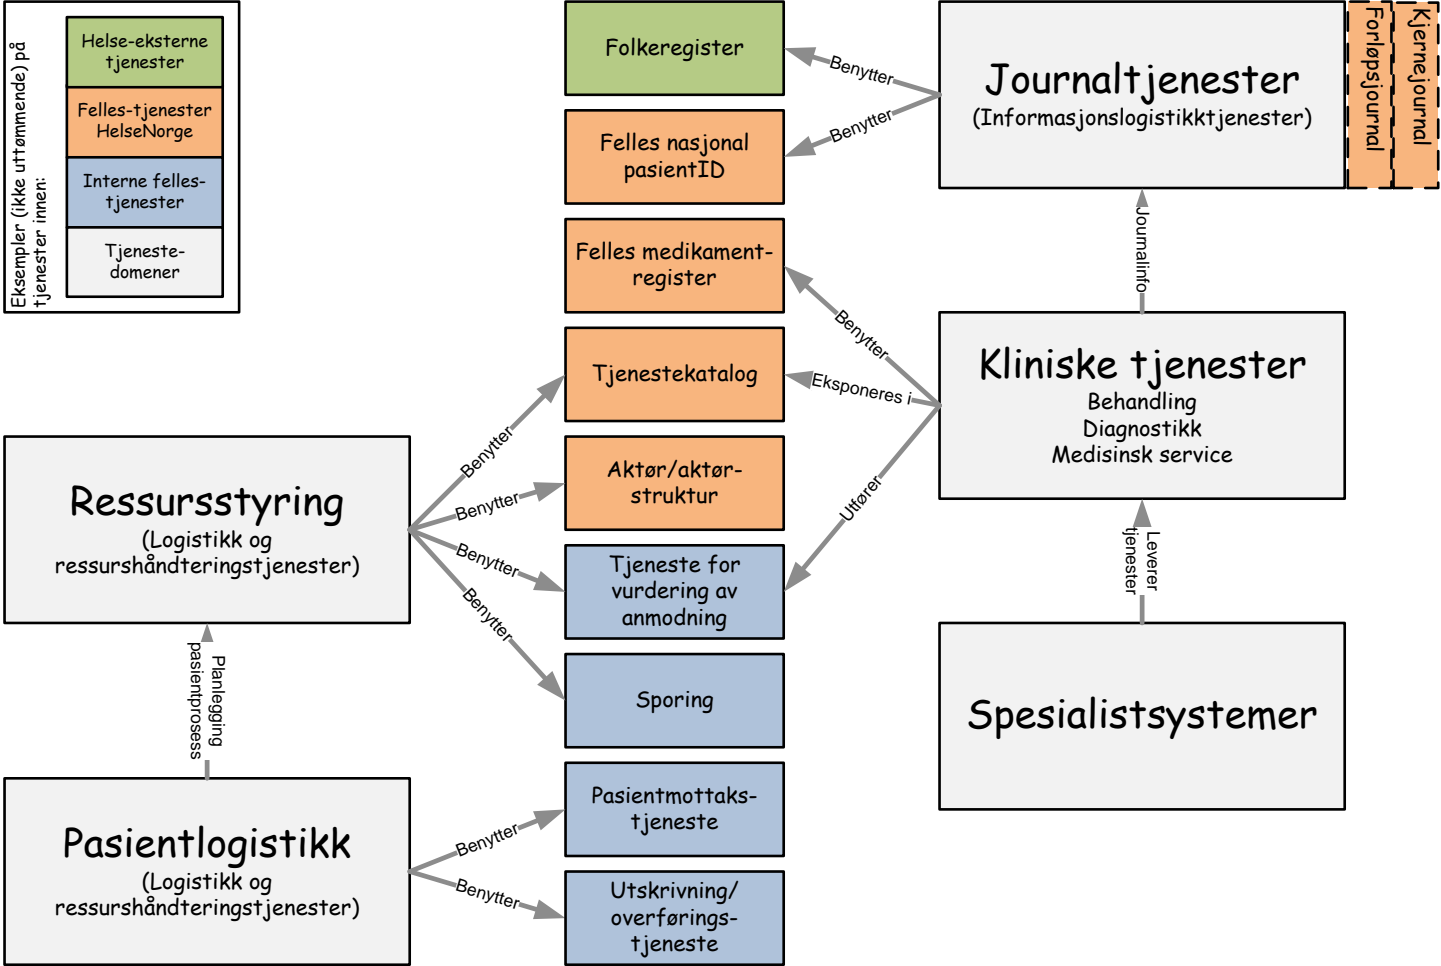 Eksempler (ikke uttømmende) på
tjenester innen:
Helse-eksterne
tjenester
Felles-tjenester
HelseNorge
Interne felles-
tjenester
Tjeneste-
domener
Folkeregister
Felles nasjonal
pasientID
Felles medikament-
register
Tjenestekatalog
Aktør/aktør-
struktur
Tjeneste for
vurdering av
anmodning
Sporing
Pasientmottaks-
tjeneste
Utskrivning/
overførings-
tjeneste
Journaltjenester
(Informasjonslogistikktjenester)
Forløpsjournal
Kjernejournal
Benytter
Benytter
Journalinfo
Kliniske tjenester
Behandling
Diagnostikk
Medisinsk service
Benytter
Eksponeres i
Utfører
Leverer
tjenester
Spesialistsystemer
Ressursstyring
(Logistikk og
ressurshåndteringstjenester)
Benytter
Benytter
Benytter
Benytter
Planlegging
pasientprosess
Pasientlogistikk
(Logistikk og
ressurshåndteringstjenester)
Benytter
Benytter